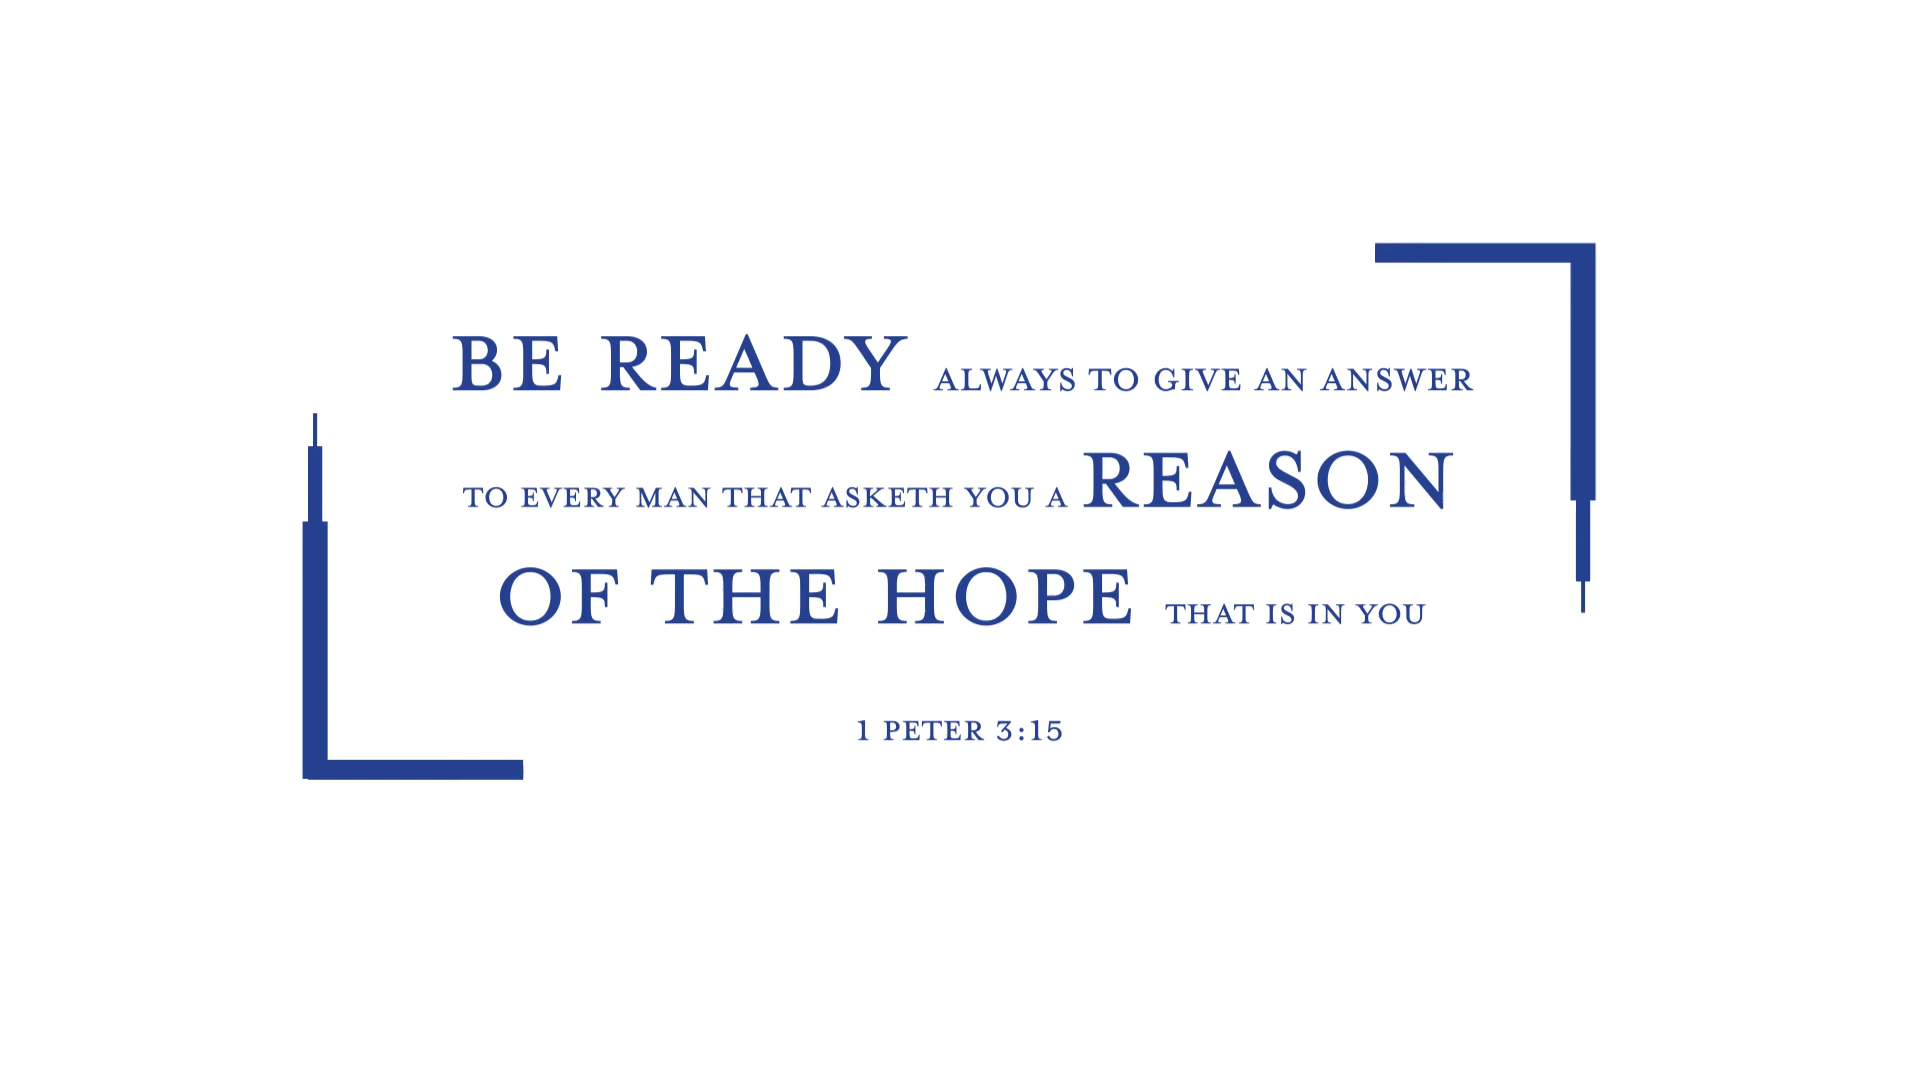 BE READY ALWAYS TO GIVE AN ANSWER
TO EVERY MAN THAT ASKETH YOU A REASON
OF THE HOPE THAT IS IN YOU
1 PETER 3:15